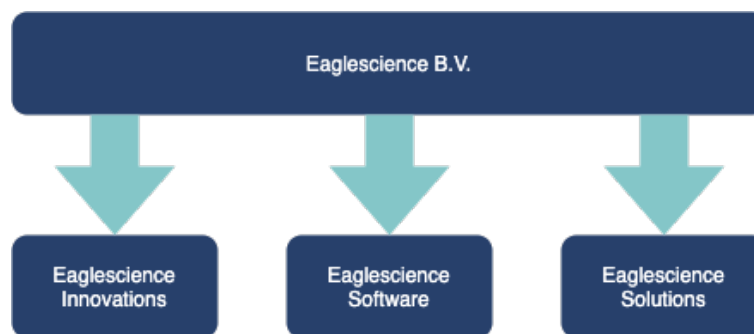 Eaglescience B.V.
Eaglescience
Innovations
Eaglescience
Software
Eaglescience
Solutions